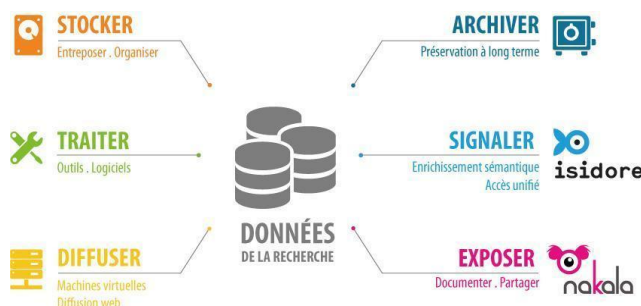 STOCKER
Entreposer . Organiser
TRAITER
Outils . Logiciels
DIFFUSER
Machines virtuelles
Diffusion web
DONNÉES
DE LA RECHERCHE
ARCHIVER
Préservation à long terme
SIGNALER
Enrichissement sémantique
Accès unifié
isidore
EXPOSER
Documenter . Partager
nakala